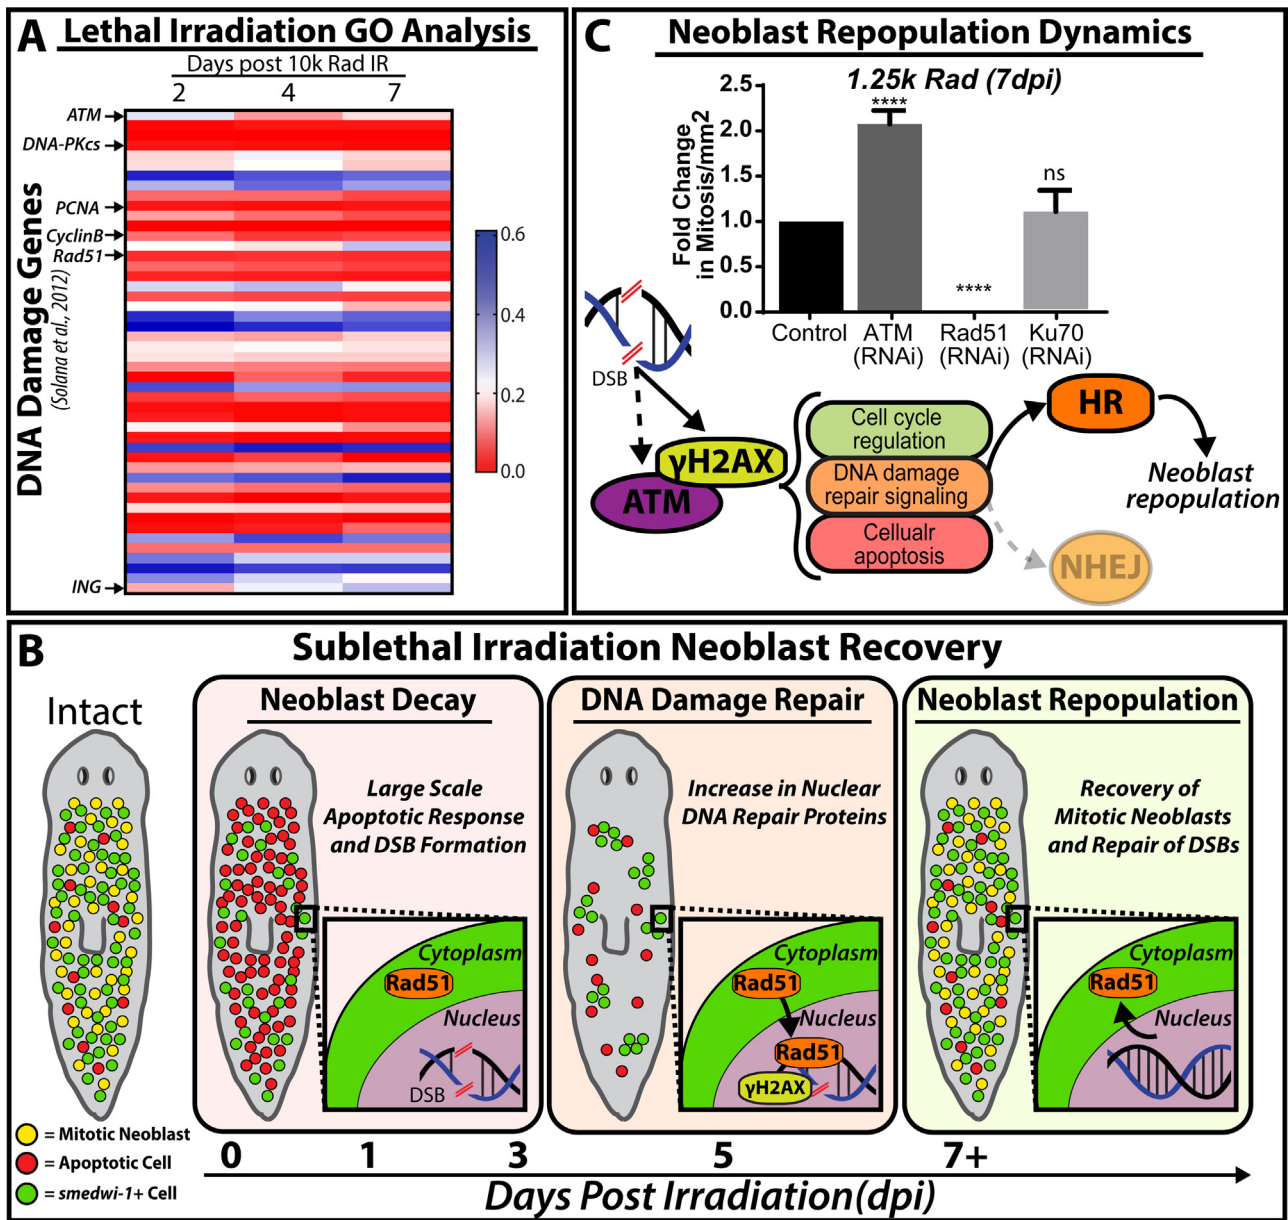 A Lethal Irradiation GO Analysis
Days post 10k Rad IR
2 4 7
DNA Damage Genes
(Solana et al., 2012)
ATM
DNA-PKcs
PCNA
CyclinB
Rad51
ING
0.6
0.4
0.2
0.0
C Neoblast Repopulation Dynamics
1.25k Rad (7dpi)
Fold Change
in Mitosis/mm2
2.5
2.0
1.5
1.0
0.5
0.0
****
****
ns
Control ATM Rad51 Ku70
(RNAi) (RNAi) (RNAi)
DSB
γH2AX
ATM
Cell cycle
regulation
DNA damage
repair signaling
Cellualr
apoptosis
HR
NHEJ
Neoblast
repopulation
B Sublethal Irradiation Neoblast Recovery
Intact
Neoblast Decay
Large Scale
Apoptotic Response
and DSB Formation
Cytoplasm
Rad51
Nucleus
DSB
DNA Damage Repair
Increase in Nuclear
DNA Repair Proteins
Cytoplasm
Rad51
Nucleus
Rad51
γH2AX
Neoblast Repopulation
Recovery of
Mitotic Neoblasts
and Repair of DSBs
Cytoplasm
Rad51
Nucleus
= Mitotic Neoblast
= Apoptotic Cell
= smedwi-1+ Cell
0 1 3 5 7+
Days Post Irradiation(dpi)